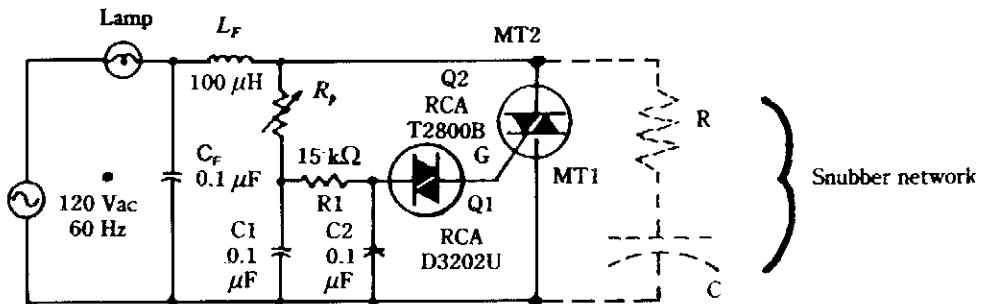 Lamp
L_F
100 µH
R_p
MT2
Q2
RCA
T2800B
G
MT1
R
C
Snubber network
C_F
0.1 µF
120 Vac
60 Hz
15 kΩ
R1
Q1
RCA
D3202U
C1
0.1
µF
C2
0.1
µF